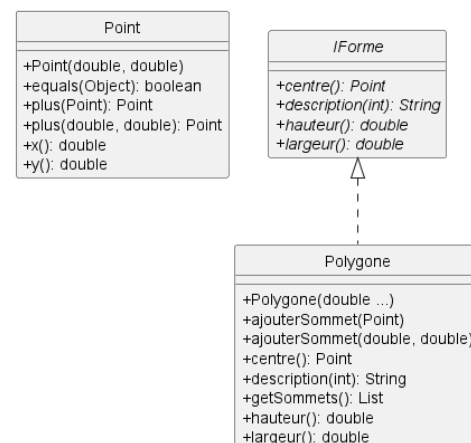 Point
+Point(double, double)
+equals(Object): boolean
+plus(Point): Point
+plus(double, double): Point
+x(): double
+y(): double
IForme
+centre(): Point
+description(int): String
+hauteur(): double
+largeur(): double
Polygone
+Polygone(double ...)
+ajouterSommet(Point)
+ajouterSommet(double, double)
+centre(): Point
+description(int): String
+getSommets(): List
+hauteur(): double
+largeur(): double